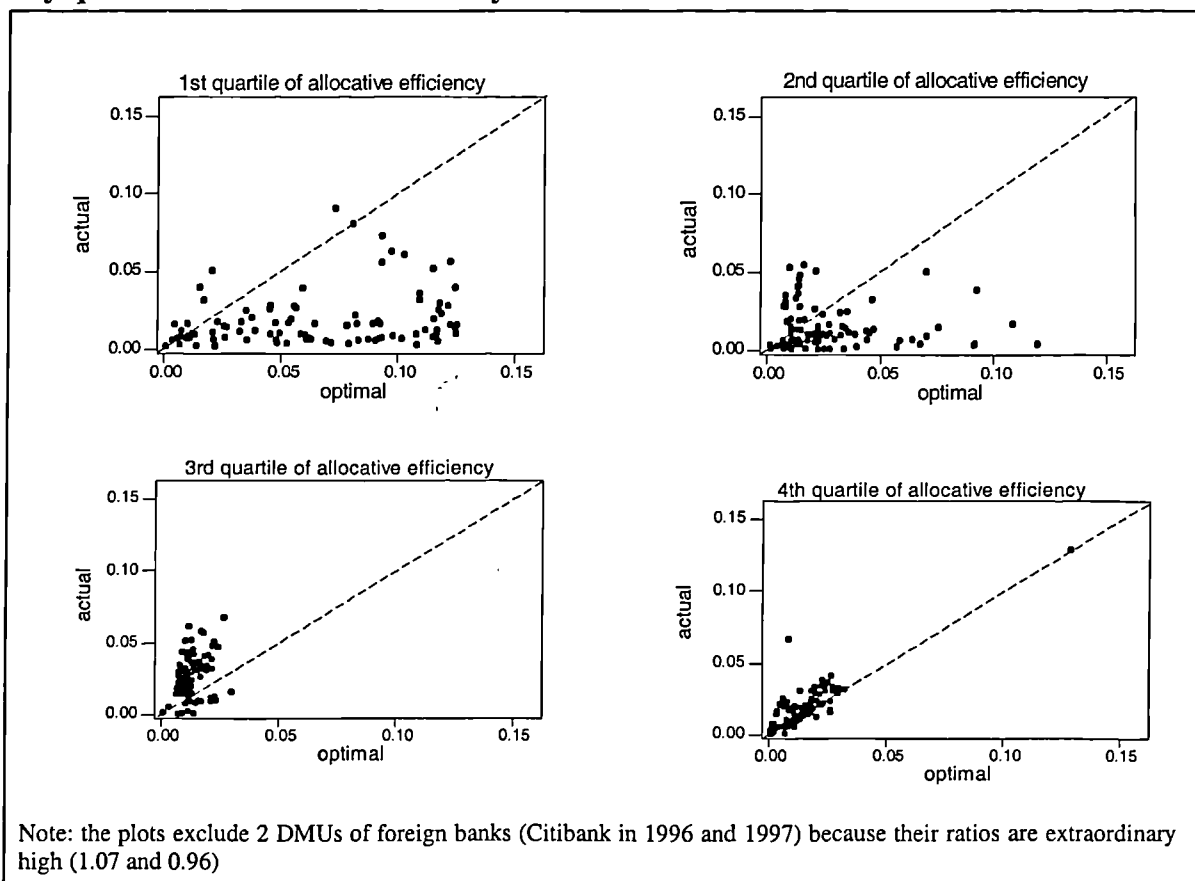 1st quartile of allocative efficiency
0.15
0.10
0.05
0.00
actual
0.00 0.05 0.10 0.15
optimal
2nd quartile of allocative efficiency
0.15
0.10
0.05
0.00
actual
0.00 0.05 0.10 0.15
optimal
3rd quartile of allocative efficiency
0.15
0.10
0.05
0.00
actual
0.00 0.05 0.10 0.15
optimal
4th quartile of allocative efficiency
0.15
0.10
0.05
0.00
actual
0.00 0.05 0.10 0.15
optimal
Note: the plots exclude 2 DMUs of foreign banks (Citibank in 1996 and 1997) because their ratios are extraordinary
high (1.07 and 0.96)